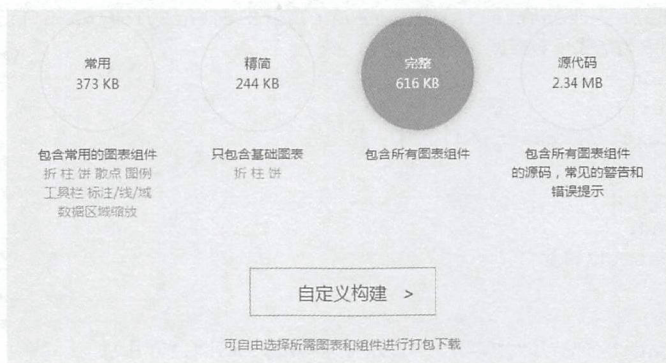 常用
373 KB
精简
244 KB
完整
616 KB
源代码
2.34 MB
包含常用的图表组件
折 柱 饼 散点 图例
工具栏 标注/线/域
数据区域缩放
只包含基础图表
折 柱 饼
包含所有图表组件
包含所有图表组件
的源码，常见的警告和
错误提示
自定义构建 >
可自由选择所需图表和组件进行打包下载